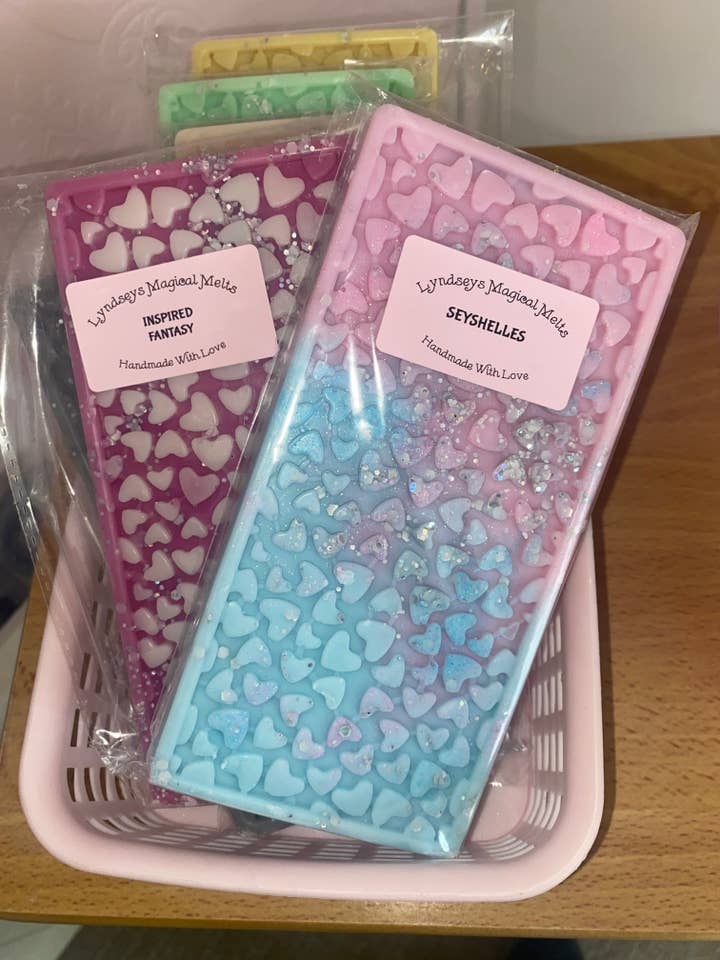 Lyndseys Magical Melts
INSPIRED
FANTASY
Handmade With Love
Lyndseys Magical Melts
SEYSHELLES
Handmade With Love